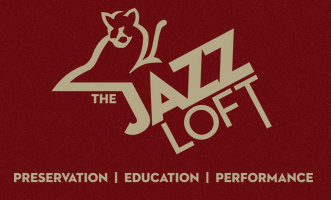 THE JAZZ
LOFT
PRESERVATION | EDUCATION | PERFORMANCE